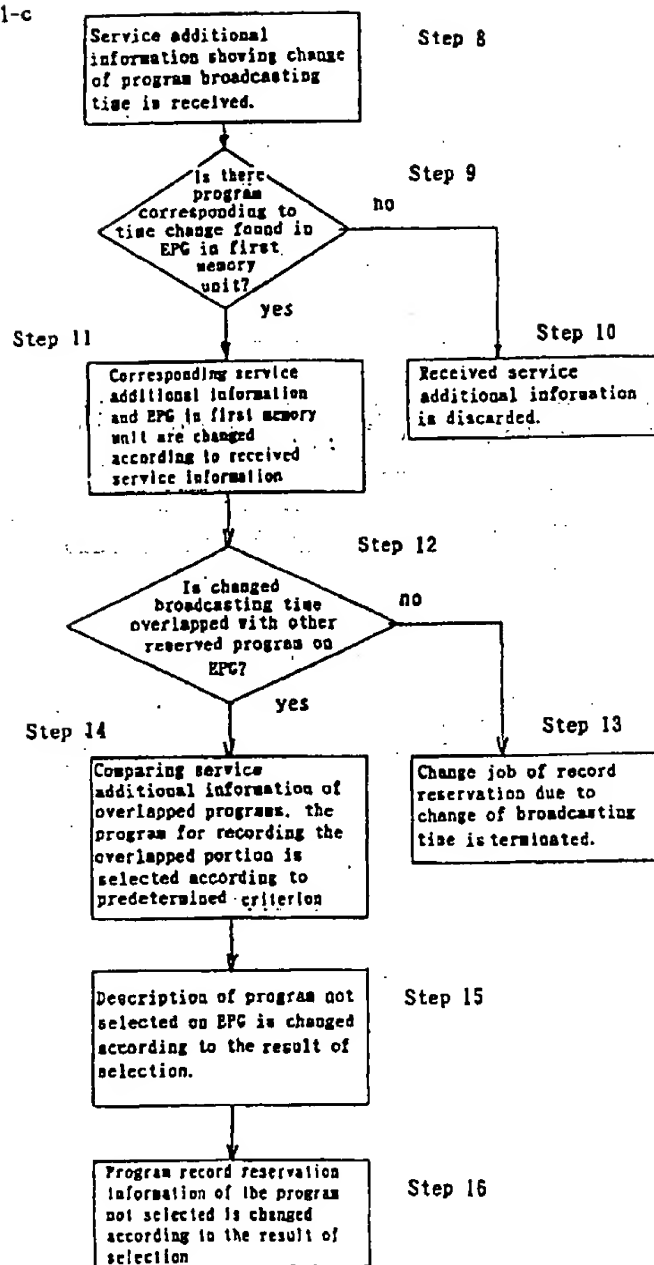 1-c
Service additional
information showing change
of program broadcasting
time is received.
Step 8
Is there
program
corresponding to
time change found in
EPG in first
memory
unit?
Step 9
no
yes
Step 11
Step 10
Corresponding service
additional information
and EPG in first memory
unit are changed
according to received
service information
Received service
additional information
is discarded.
Step 12
Is changed
broadcasting time
overlapped with other
reserved program on
EPG?
no
yes
Step 14
Step 13
Comparing service
additional information of
overlapped programs, the
program for recording the
overlapped portion is
selected according to
predetermined criterion
Change job of record
reservation due to
change of broadcasting
time is terminated.
Description of program not
selected on EPG is changed
according to the result of
selection.
Step 15
Program record reservation
information of the program
not selected is changed
according to the result of
selection
Step 16